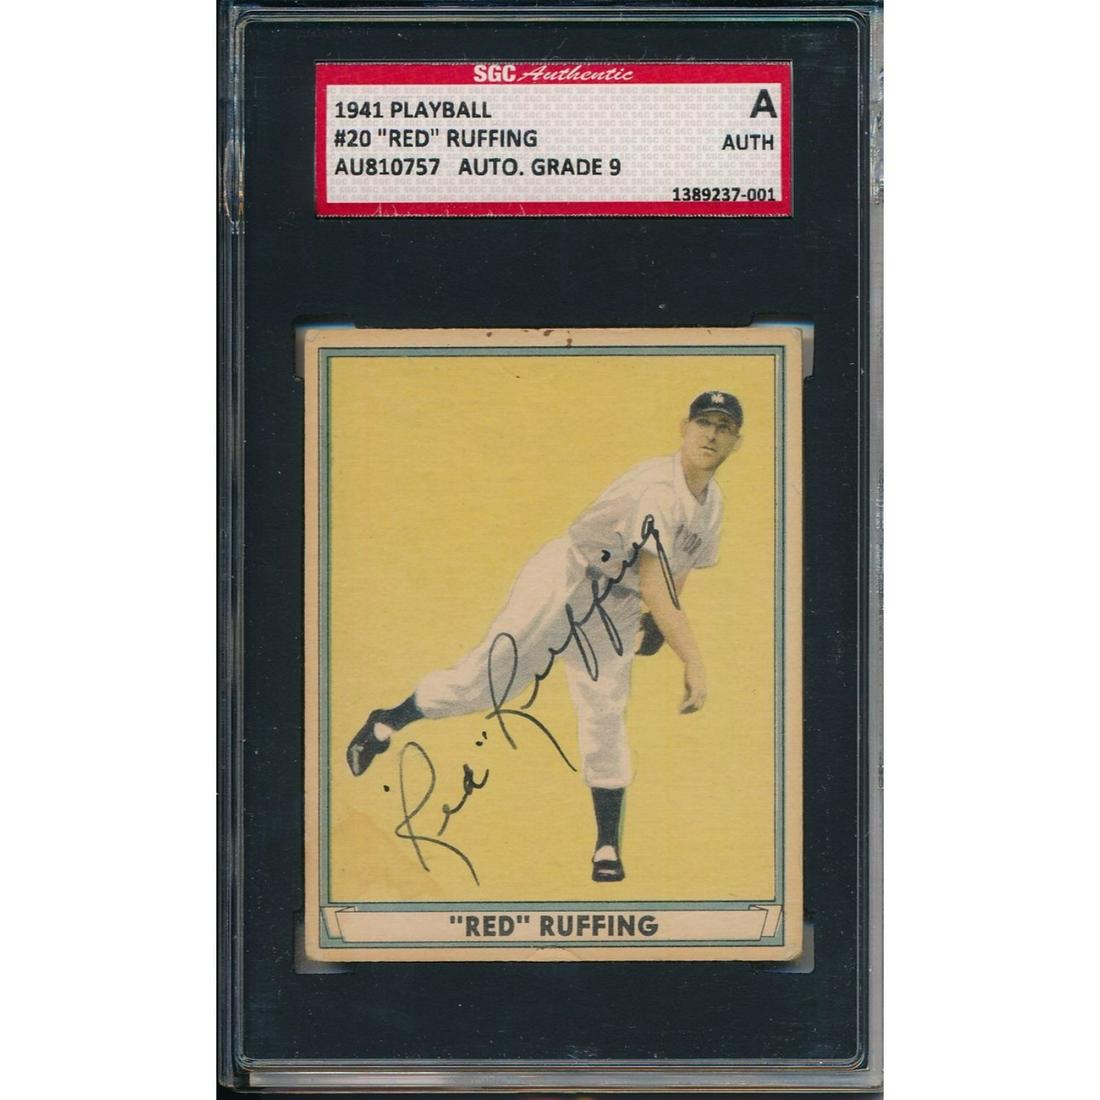 SGC Authentic
1941 PLAYBALL
#20 "RED" RUFFING
AU810757 AUTO. GRADE 9
A
AUTH
1389237-001
"Red" Ruffing
"RED" RUFFING